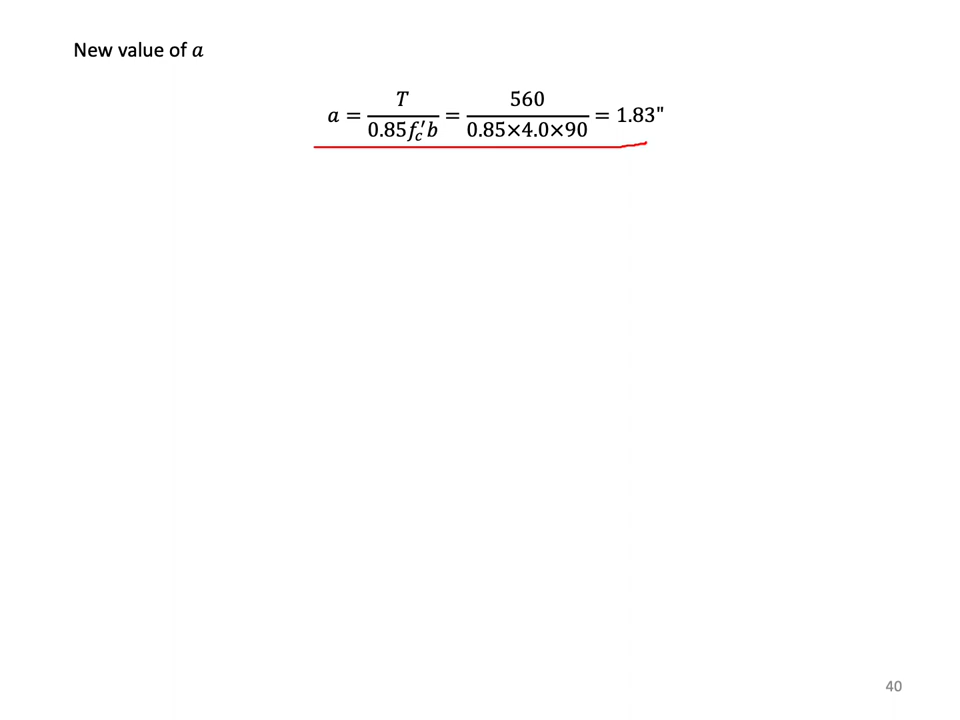 New value of a
a = T / 0.85f′c b = 560 / 0.85×4.0×90 = 1.83"
40